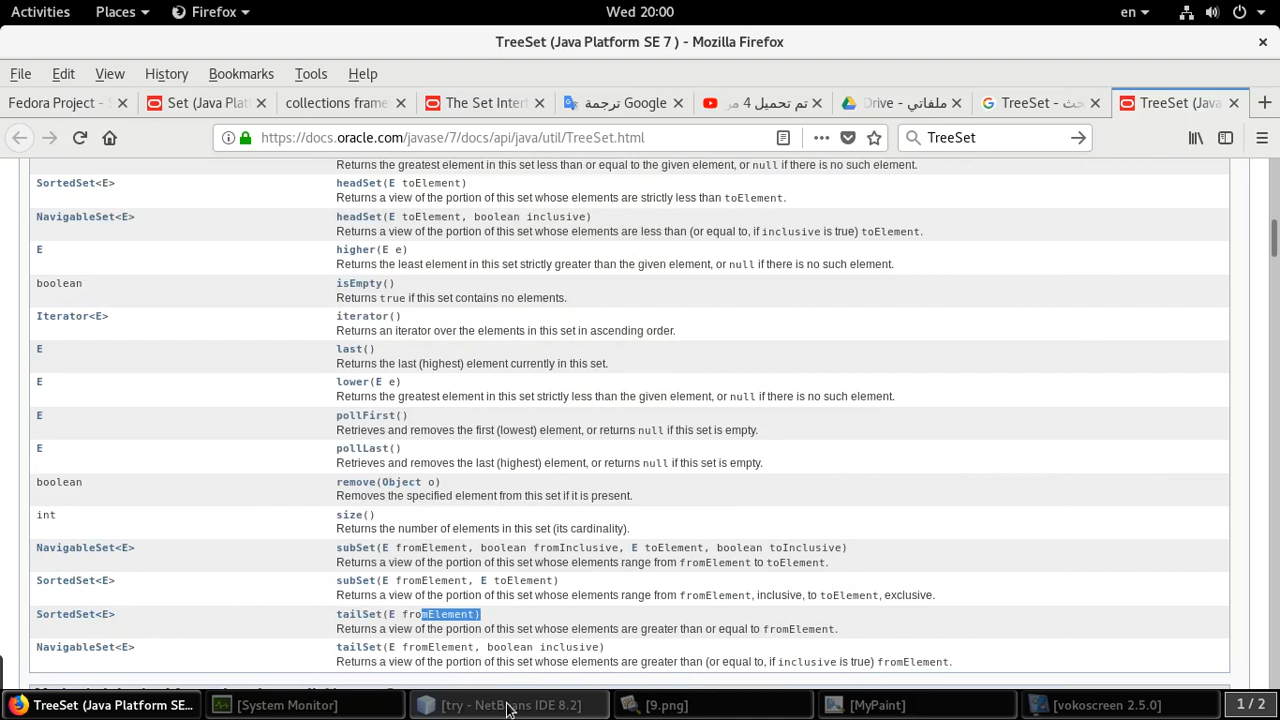 Activities Places Firefox Wed 20:00 en
TreeSet (Java Platform SE 7 ) - Mozilla Firefox
File Edit View History Bookmarks Tools Help
Fedora Project - Set (Java Plat collections frame The Set Inter ترجمة Google تم تحميل 4 مر ملفاتي - Drive TreeSet - حث TreeSet (Java
https://docs.oracle.com/javase/7/docs/api/java/util/TreeSet.html TreeSet
Returns the greatest element in this set less than or equal to the given element, or null if there is no such element.
SortedSet<E> headSet(E toElement)
Returns a view of the portion of this set whose elements are strictly less than toElement.
NavigableSet<E> headSet(E toElement, boolean inclusive)
Returns a view of the portion of this set whose elements are less than (or equal to, if inclusive is true) toElement.
E higher(E e)
Returns the least element in this set strictly greater than the given element, or null if there is no such element.
boolean isEmpty()
Returns true if this set contains no elements.
Iterator<E> iterator()
Returns an iterator over the elements in this set in ascending order.
E last()
Returns the last (highest) element currently in this set.
E lower(E e)
Returns the greatest element in this set strictly less than the given element, or null if there is no such element.
E pollFirst()
Retrieves and removes the first (lowest) element, or returns null if this set is empty.
E pollLast()
Retrieves and removes the last (highest) element, or returns null if this set is empty.
boolean remove(Object o)
Removes the specified element from this set if it is present.
int size()
Returns the number of elements in this set (its cardinality).
NavigableSet<E> subSet(E fromElement, boolean fromInclusive, E toElement, boolean toInclusive)
Returns a view of the portion of this set whose elements range from fromElement to toElement.
SortedSet<E> subSet(E fromElement, E toElement)
Returns a view of the portion of this set whose elements range from fromElement, inclusive, to toElement, exclusive.
SortedSet<E> tailSet(E fromElement)
Returns a view of the portion of this set whose elements are greater than or equal to fromElement.
NavigableSet<E> tailSet(E fromElement, boolean inclusive)
Returns a view of the portion of this set whose elements are greater than (or equal to, if inclusive is true) fromElement.
TreeSet (Java Platform SE... [System Monitor] [try - NetBeans IDE 8.2] [9.png] [MyPaint] [vokoscreen 2.5.0] 1 / 2